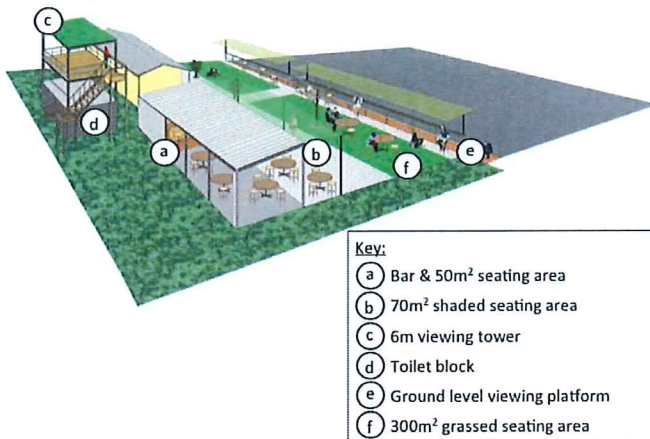 c
d
a
b
f
e
Key:
a Bar & 50m² seating area
b 70m² shaded seating area
c 6m viewing tower
d Toilet block
e Ground level viewing platform
f 300m² grassed seating area